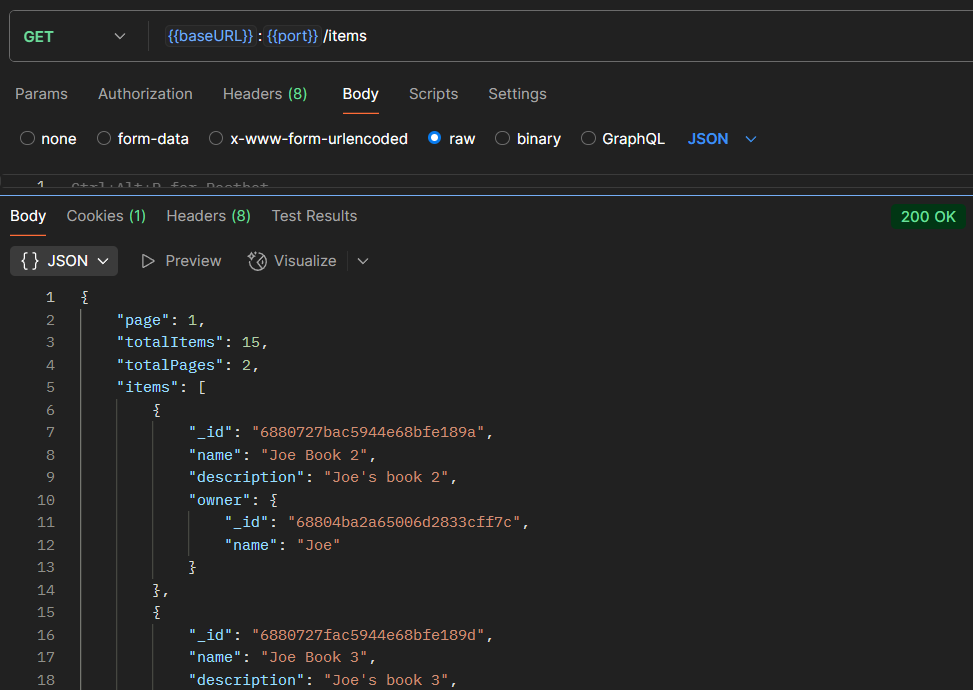 GET {{baseURL}} : {{port}} /items
Params Authorization Headers (8) Body Scripts Settings
none form-data x-www-form-urlencoded raw binary GraphQL JSON
1 Ctrl+Alt+P for Postbot
Body Cookies (1) Headers (8) Test Results 200 OK
{} JSON Preview Visualize
1 {
2 "page": 1,
3 "totalItems": 15,
4 "totalPages": 2,
5 "items": [
6 {
7 "_id": "6880727bac5944e68bfe189a",
8 "name": "Joe Book 2",
9 "description": "Joe's book 2",
10 "owner": {
11 "_id": "68804ba2a65006d2833cff7c",
12 "name": "Joe"
13 }
14 },
15 {
16 "_id": "6880727fac5944e68bfe189d",
17 "name": "Joe Book 3",
18 "description": "Joe's book 3",